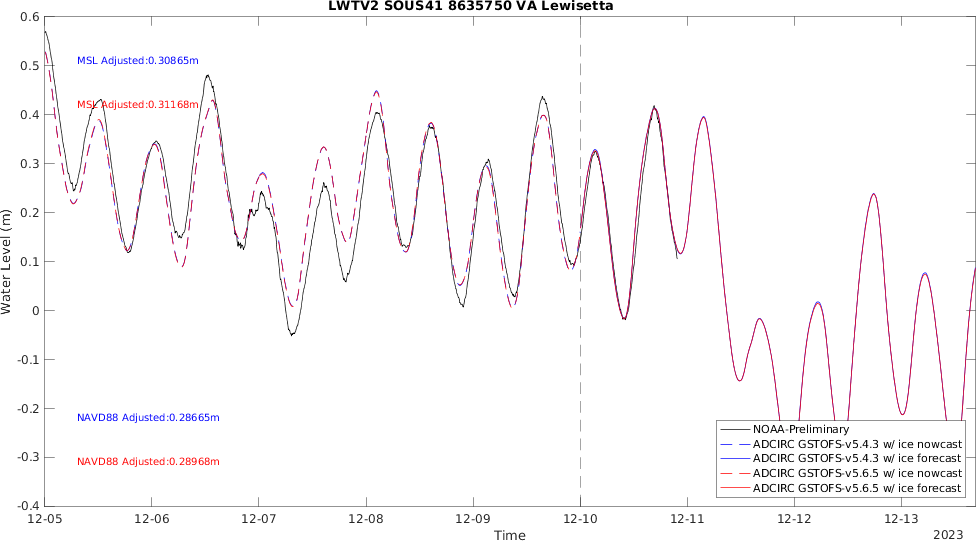 LWTV2 SOUS41 8635750 VA Lewisetta
0.6
0.5
0.4
0.3
0.2
0.1
0
-0.1
-0.2
-0.3
-0.4
Water Level (m)
MSL Adjusted:0.30865m
MSL Adjusted:0.31168m
NAVD88 Adjusted:0.28665m
NAVD88 Adjusted:0.28968m
NOAA-Preliminary
ADCIRC GSTOFS-v5.4.3 w/ ice nowcast
ADCIRC GSTOFS-v5.4.3 w/ ice forecast
ADCIRC GSTOFS-v5.6.5 w/ ice nowcast
ADCIRC GSTOFS-v5.6.5 w/ ice forecast
12-05 12-06 12-07 12-08 12-09 12-10 12-11 12-12 12-13
Time
2023